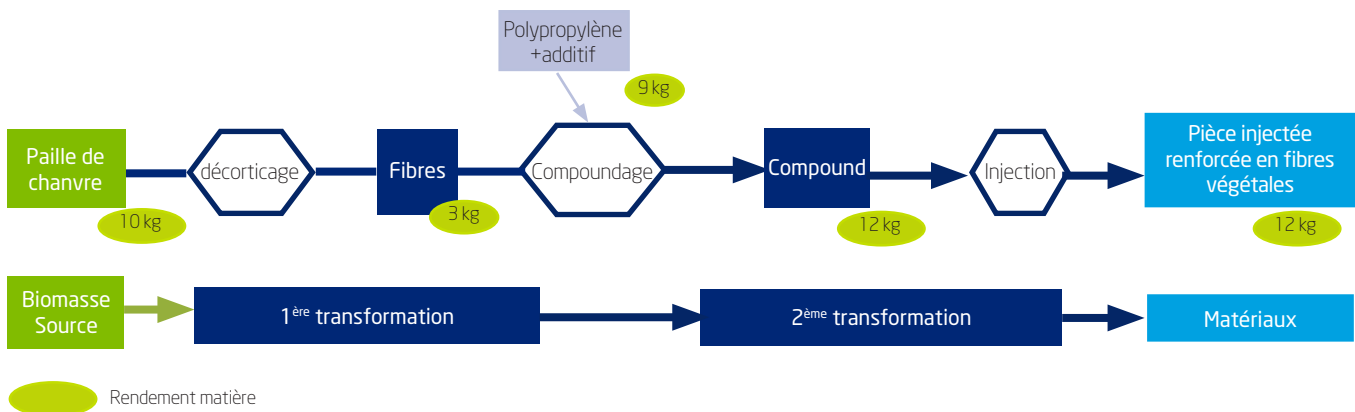 Polypropylène
+additif
9 kg
Paille de
chanvre
10 kg
décorticage
Fibres
3 kg
Compoundage
Compound
12 kg
Injection
Pièce injectée
renforcée en fibres
végétales
12 kg
Biomasse
Source
1ère transformation
2ème transformation
Matériaux
Rendement matière